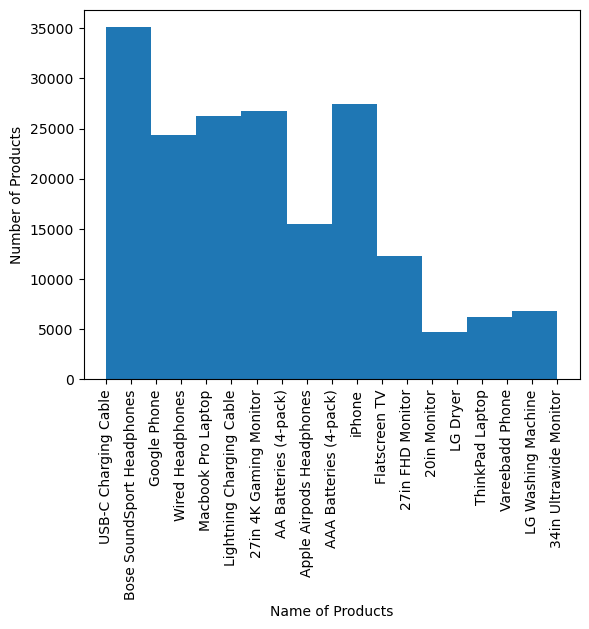 35000
30000
25000
20000
15000
10000
5000
0
Number of Products
USB-C Charging Cable
Bose SoundSport Headphones
Google Phone
Wired Headphones
Macbook Pro Laptop
Lightning Charging Cable
27in 4K Gaming Monitor
AA Batteries (4-pack)
Apple Airpods Headphones
AAA Batteries (4-pack)
iPhone
Flatscreen TV
27in FHD Monitor
20in Monitor
LG Dryer
ThinkPad Laptop
Vareebadd Phone
LG Washing Machine
34in Ultrawide Monitor
Name of Products